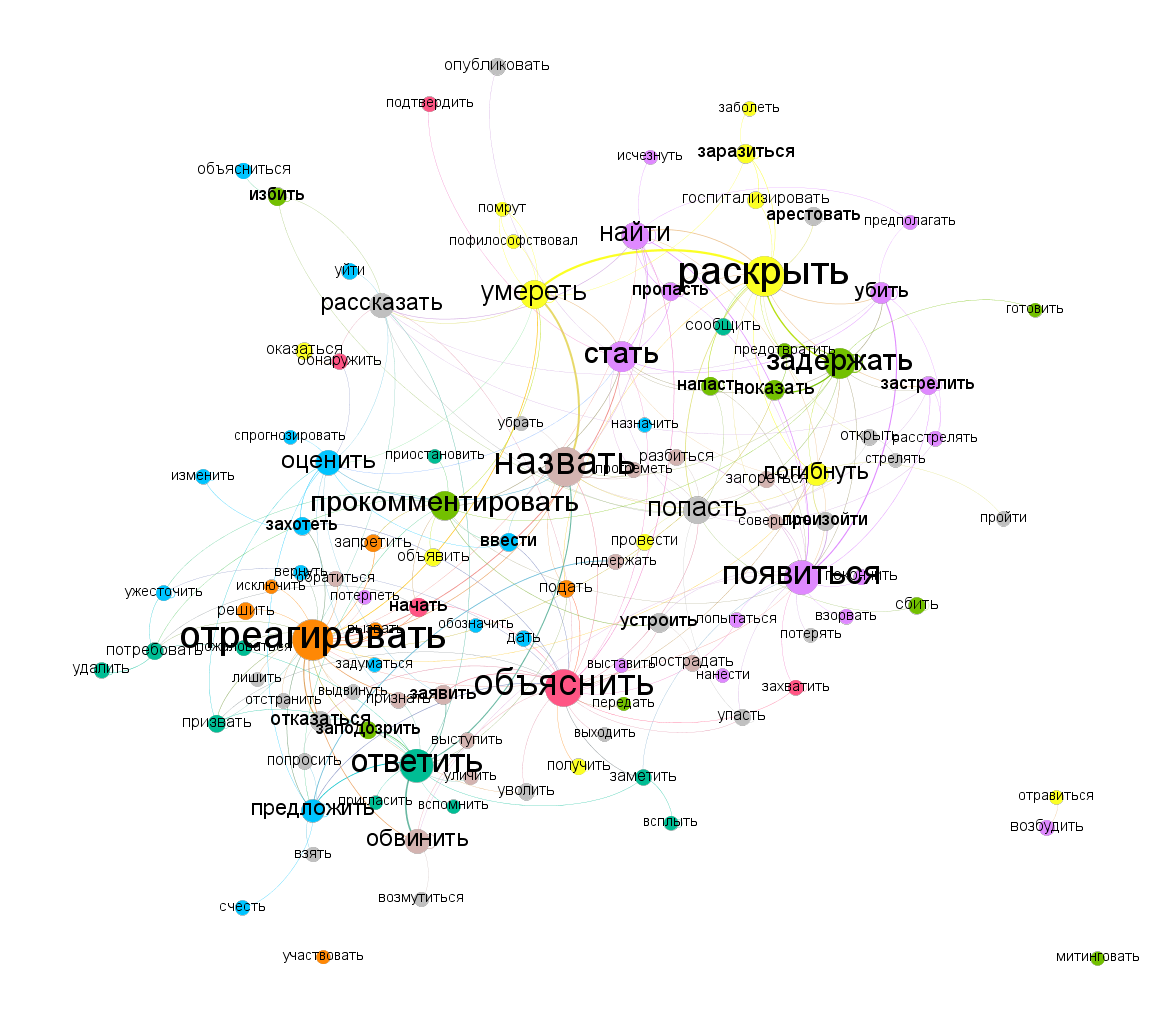 опубликовать
подтвердить
заболеть
заразиться
исчезнуть
объясниться
избить
госпитализировать
помрут
арестовать
предполагать
найти
пофилософствовал
уйти
раскрыть
умереть
пропасть
убить
рассказать
готовить
сообщить
оказаться
обнаружить
стать
предотвратить
задержать
напасть
показать
застрелить
убрать
назначить
спрогнозировать
открыть
расстрелять
оценить
приостановить
назвать
разбиться
прогреметь
стрелять
изменить
загореться
погибнуть
прокомментировать
попасть
совершить
произойти
пройти
захотеть
запретить
ввести
провести
объявить
поддержать
вернуть
обратиться
появиться
покончить
ужесточить
исключить
потерпеть
подать
решить
начать
сбить
взорвать
обозначить
устроить
попытаться
отреагировать
вызвать
дать
потерять
потребовать
пожаловаться
удалить
задуматься
выставить
пострадать
лишить
объяснить
нанести
захватить
отстранить
выдвинуть
признать
заявить
передать
призвать
отказаться
заподозрить
упасть
выходить
выступить
попросить
ответить
получить
уличить
заметить
уволить
отравиться
предложить
пригласить
вспомнить
всплыть
возбудить
обвинить
взять
возмутиться
счесть
участвовать
митинговать